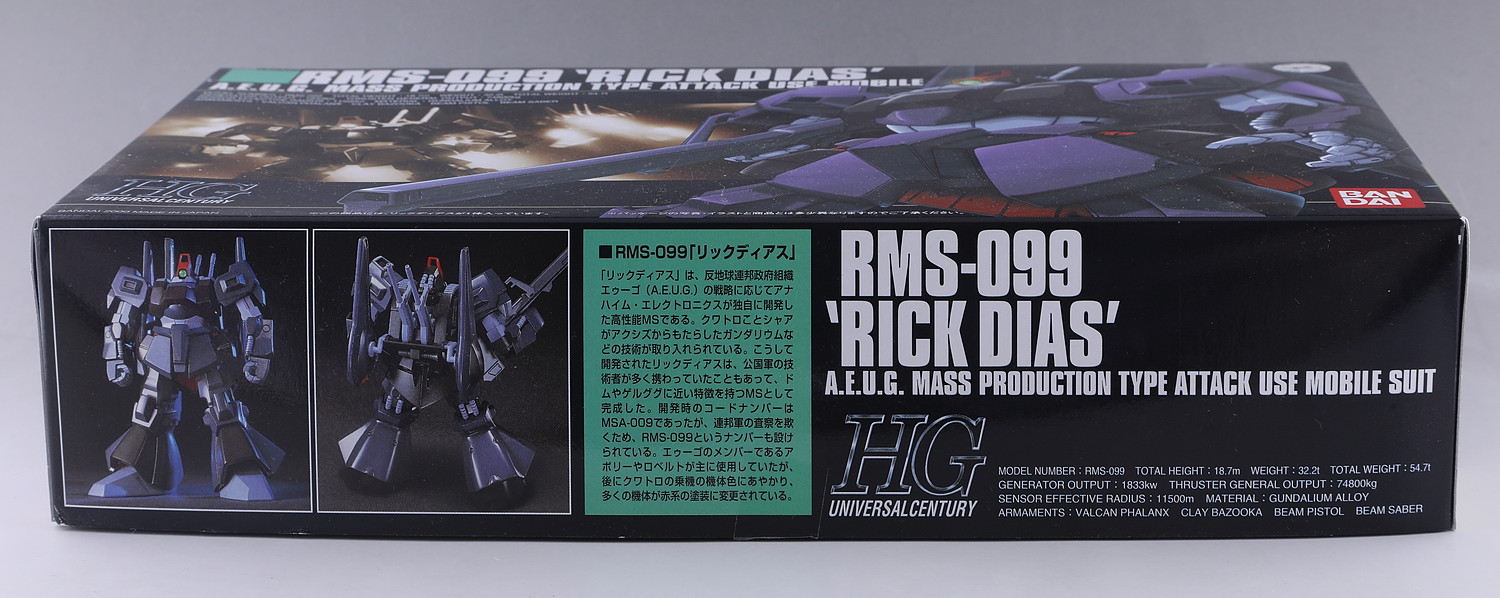 RMS-099 'RICK DIAS'
A.E.U.G. MASS PRODUCTION TYPE ATTACK USE MOBILE
BEAM SABER
HG
UNIVERSAL CENTURY
BANDAI 2000 MADE IN JAPAN
BAN
DAI
■RMS-099「リックディアス」
「リックディアス」は、反地球連邦政府組織
エゥーゴ（A.E.U.G.）の戦略に応じてアナ
ハイム・エレクトロニクスが独自に開発し
た高性能MSである。クワトロことシャア
がアクシズからもたらしたガンダリウムな
どの技術が取り入れられている。こうして
開発されたリックディアスは、公国軍の技
術者が多く携わっていたこともあって、ド
ムやゲルググに近い特徴を持つMSとして
完成した。開発時のコードナンバーは
MSA-009であったが、連邦軍の査察を欺
くため、RMS-099というナンバーも設け
られている。エゥーゴのメンバーである
アポリーやロベルトが主に使用していたが、
後にクワトロの乗機の機体色にあやかり、
多くの機体が赤系の塗装に変更されている。
RMS-099
'RICK DIAS'
A.E.U.G. MASS PRODUCTION TYPE ATTACK USE MOBILE SUIT
HG
UNIVERSAL CENTURY
MODEL NUMBER：RMS-099 TOTAL HEIGHT：18.7m WEIGHT：32.2t TOTAL WEIGHT：54.7t
GENERATOR OUTPUT：1833kw THRUSTER GENERAL OUTPUT：74800kg
SENSOR EFFECTIVE RADIUS：11500m MATERIAL：GUNDALIUM ALLOY
ARMAMENTS：VALCAN PHALANX CLAY BAZOOKA BEAM PISTOL BEAM SABER